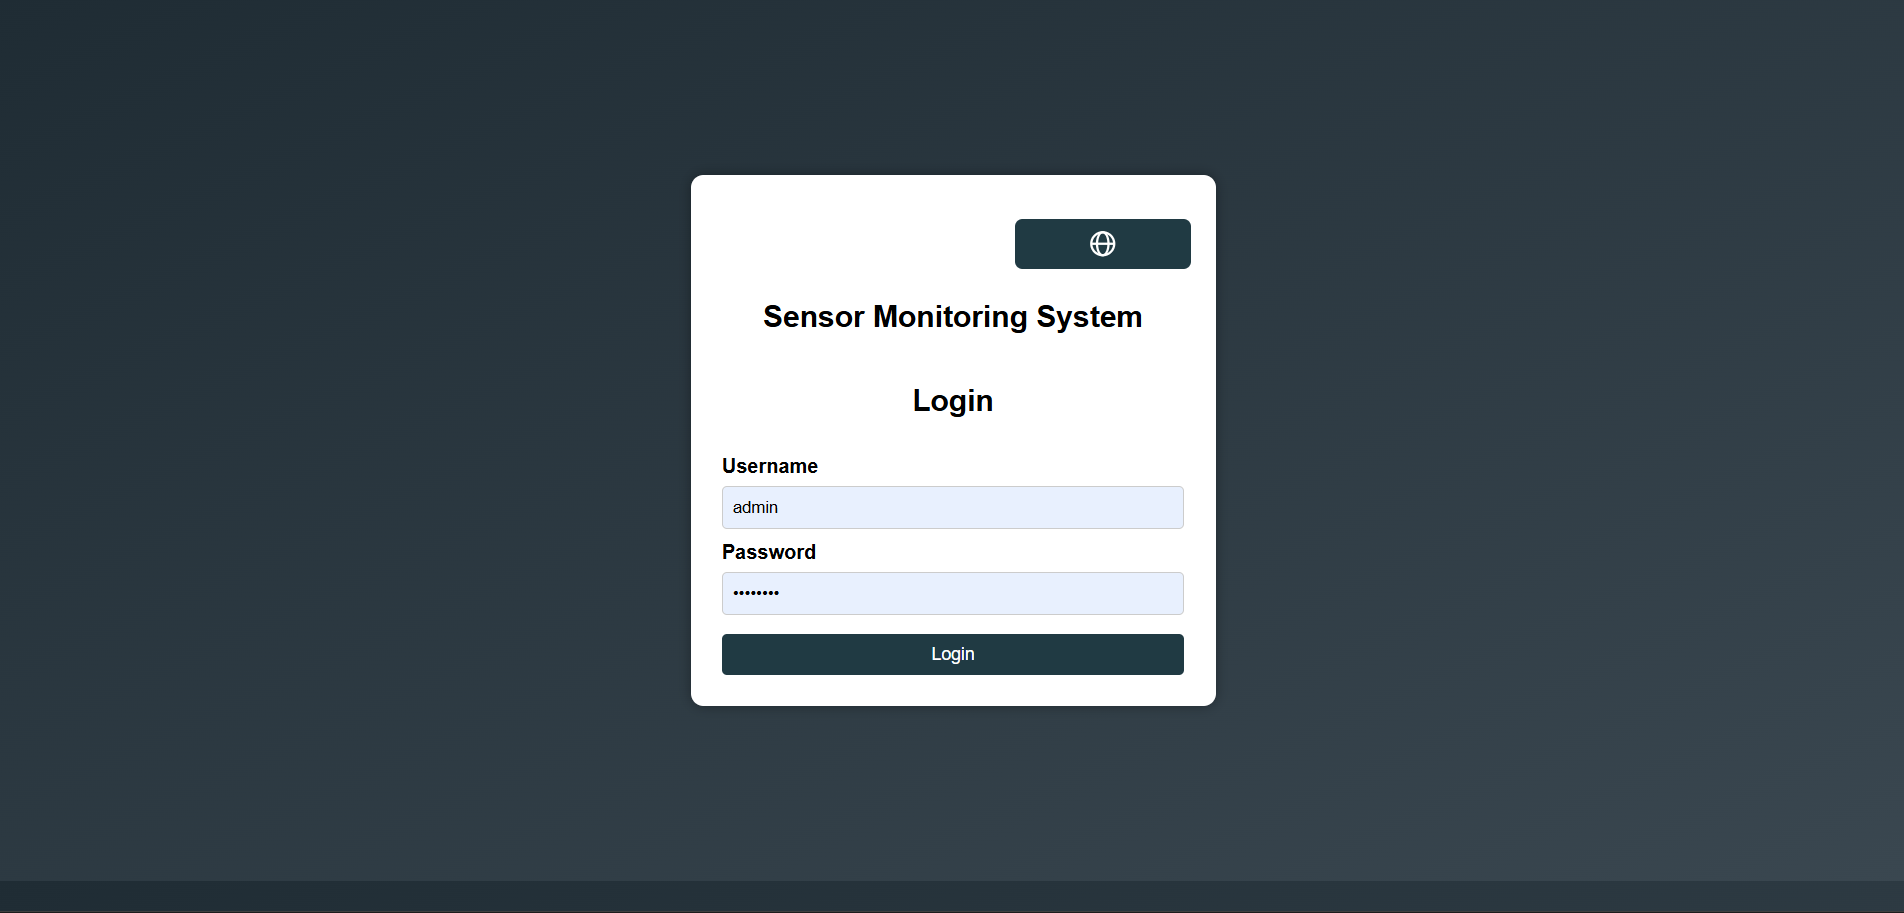 Sensor Monitoring System
Login
Username
admin
Password
••••••••
Login